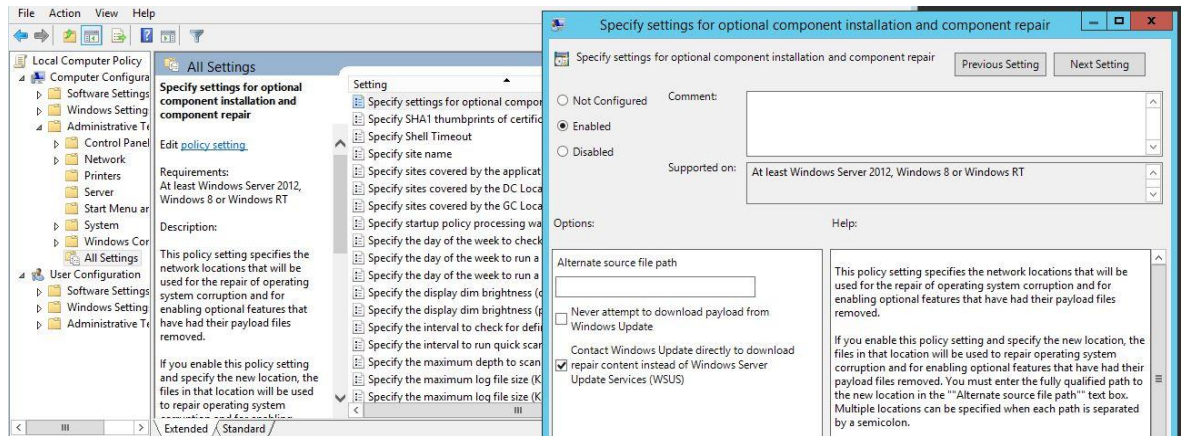 File Action View Help
Local Computer Policy
Computer Configura
Software Settings
Windows Setting
Administrative Te
Control Panel
Network
Printers
Server
Start Menu ar
System
Windows Cor
All Settings
User Configuration
Software Settings
Windows Setting
Administrative Te
All Settings
Specify settings for optional
component installation and
component repair
Edit policy setting
Requirements:
At least Windows Server 2012,
Windows 8 or Windows RT
Description:
This policy setting specifies the
network locations that will be
used for the repair of operating
system corruption and for
enabling optional features that
have had their payload files
removed.
If you enable this policy setting
and specify the new location, the
files in that location will be used
to repair operating system
Setting
Specify settings for optional compor
Specify SHA1 thumbprints of certific
Specify Shell Timeout
Specify site name
Specify sites covered by the applicat
Specify sites covered by the DC Loca
Specify sites covered by the GC Loca
Specify startup policy processing wa
Specify the day of the week to check
Specify the day of the week to run a
Specify the day of the week to run a
Specify the display dim brightness (c
Specify the display dim brightness (p
Specify the interval to check for defir
Specify the interval to run quick scar
Specify the maximum depth to scan
Specify the maximum log file size (K
Specify the maximum log file size (K
Extended Standard
Specify settings for optional component installation and component repair
Specify settings for optional component installation and component repair
Previous Setting Next Setting
Not Configured
Enabled
Disabled
Comment:
Supported on:
At least Windows Server 2012, Windows 8 or Windows RT
Options:
Help:
Alternate source file path
Never attempt to download payload from
Windows Update
Contact Windows Update directly to download
repair content instead of Windows Server
Update Services (WSUS)
This policy setting specifies the network locations that will be
used for the repair of operating system corruption and for
enabling optional features that have had their payload files
removed.
If you enable this policy setting and specify the new location, the
files in that location will be used to repair operating system
corruption and for enabling optional features that have had their
payload files removed. You must enter the fully qualified path to
the new location in the ""Alternate source file path"" text box.
Multiple locations can be specified when each path is separated
by a semicolon.